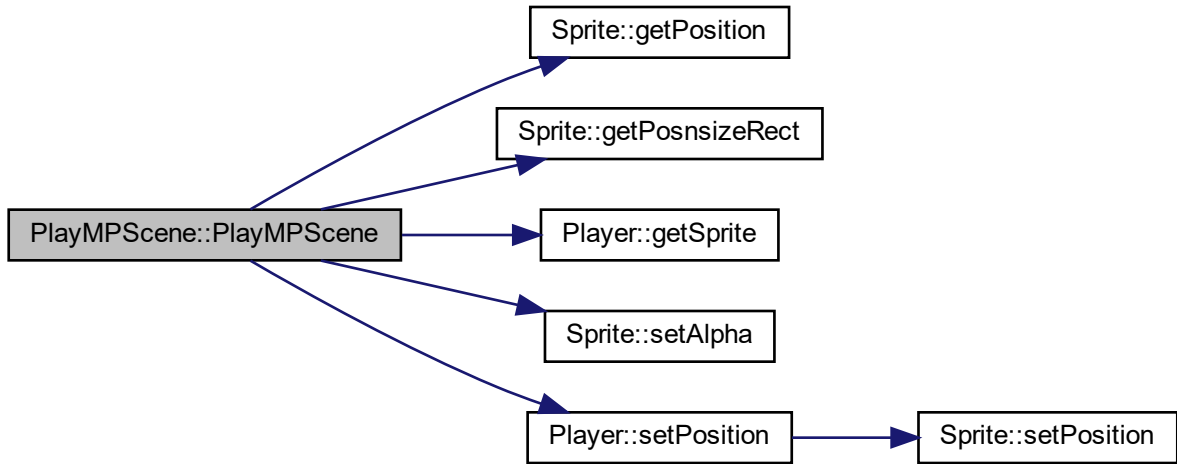 Sprite::getPosition
Sprite::getPosnsizeRect
PlayMPScene::PlayMPScene
Player::getSprite
Sprite::setAlpha
Player::setPosition
Sprite::setPosition